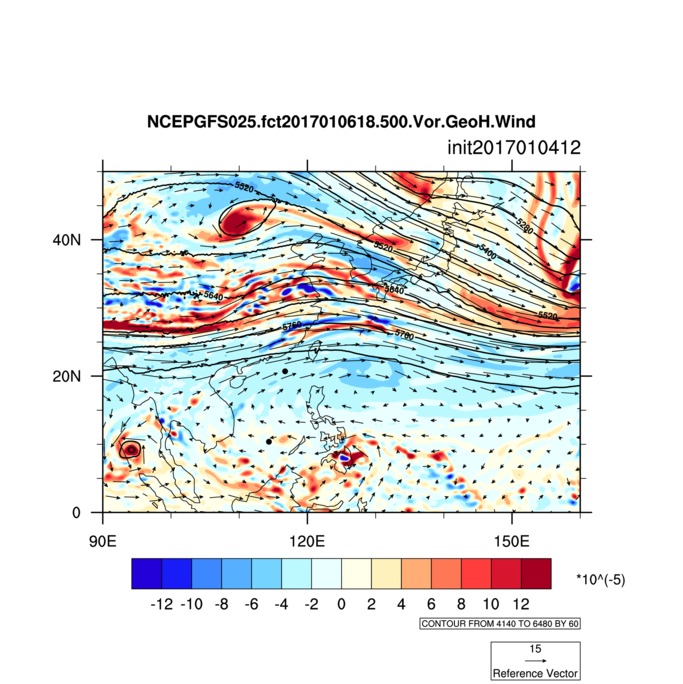 NCEPGFS025.fct2017010618.500.Vor.GeoH.Wind
init2017010412
5520
5280
40N
5520
5400
5640
5640
5520
5760
5760
20N
0
90E 120E 150E
-12 -10 -8 -6 -4 -2 0 2 4 6 8 10 12
*10^(-5)
CONTOUR FROM 4140 TO 6480 BY 60
15
Reference Vector